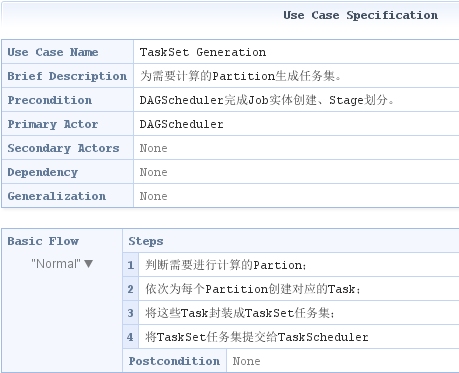 Use Case Specification
Use Case Name TaskSet Generation
Brief Description 为需要计算的Partition生成任务集。
Precondition DAGScheduler完成Job实体创建、Stage划分。
Primary Actor DAGScheduler
Secondary Actors None
Dependency None
Generalization None
Basic Flow Steps
"Normal" ▼
1 判断需要进行计算的Partion;
2 依次为每个Partition创建对应的Task;
3 将这些Task封装成TaskSet任务集;
4 将TaskSet任务集提交给TaskScheduler
Postcondition None